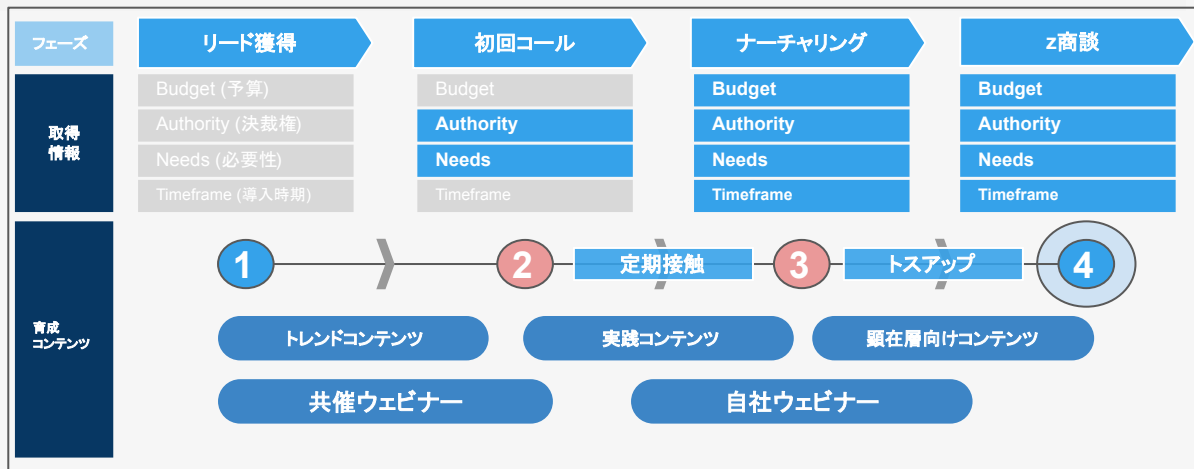 フェーズ
リード獲得
初回コール
ナーチャリング
z商談
取得
情報
Budget (予算)
Authority (決裁権)
Needs (必要性)
Timeframe (導入時期)
Budget
Authority
Needs
Timeframe
Budget
Authority
Needs
Timeframe
Budget
Authority
Needs
Timeframe
育成
コンテンツ
1
2
定期接触
3
トスアップ
4
トレンドコンテンツ
実践コンテンツ
顕在層向けコンテンツ
共催ウェビナー
自社ウェビナー